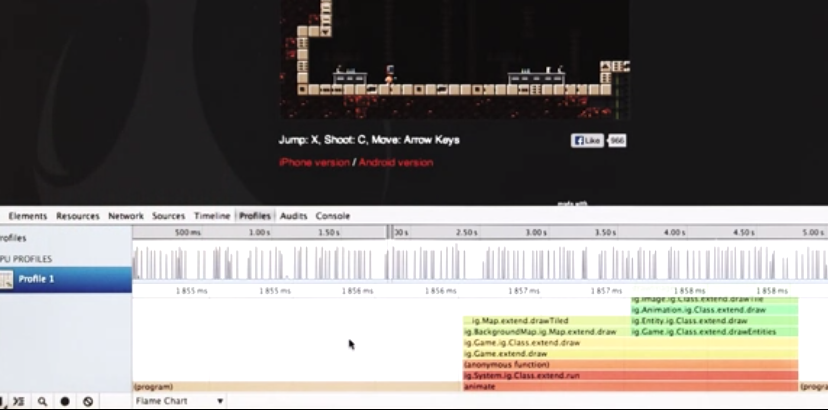 Jump: X, Shoot: C, Move: Arrow Keys
Like 966
iPhone version / Android version
made with
Elements Resources Network Sources Timeline Profiles Audits Console
rofiles
500 ms 1.00 s 1.50 s 00 s 2.50 s 3.00 s 3.50 s 4.00 s 4.50 s 5.00 s
PU PROFILES
Profile 1
1 855 ms 1 855 ms 1 856 ms 1 856 ms 1 857 ms 1 857 ms 1 858 ms 1 858 ms
ig.Image.ig.Class.extend.drawTile
ig.Animation.ig.Class.extend.draw
...ig.Map.extend.drawTiled ig.Entity.ig.Class.extend.draw
ig.BackgroundMap.ig.Map.extend.draw ig.Game.ig.Class.extend.drawEntities
ig.Game.ig.Class.extend.draw
ig.Game.extend.draw
(anonymous function)
ig.System.ig.Class.extend.run
(program) animate (progra
Flame Chart